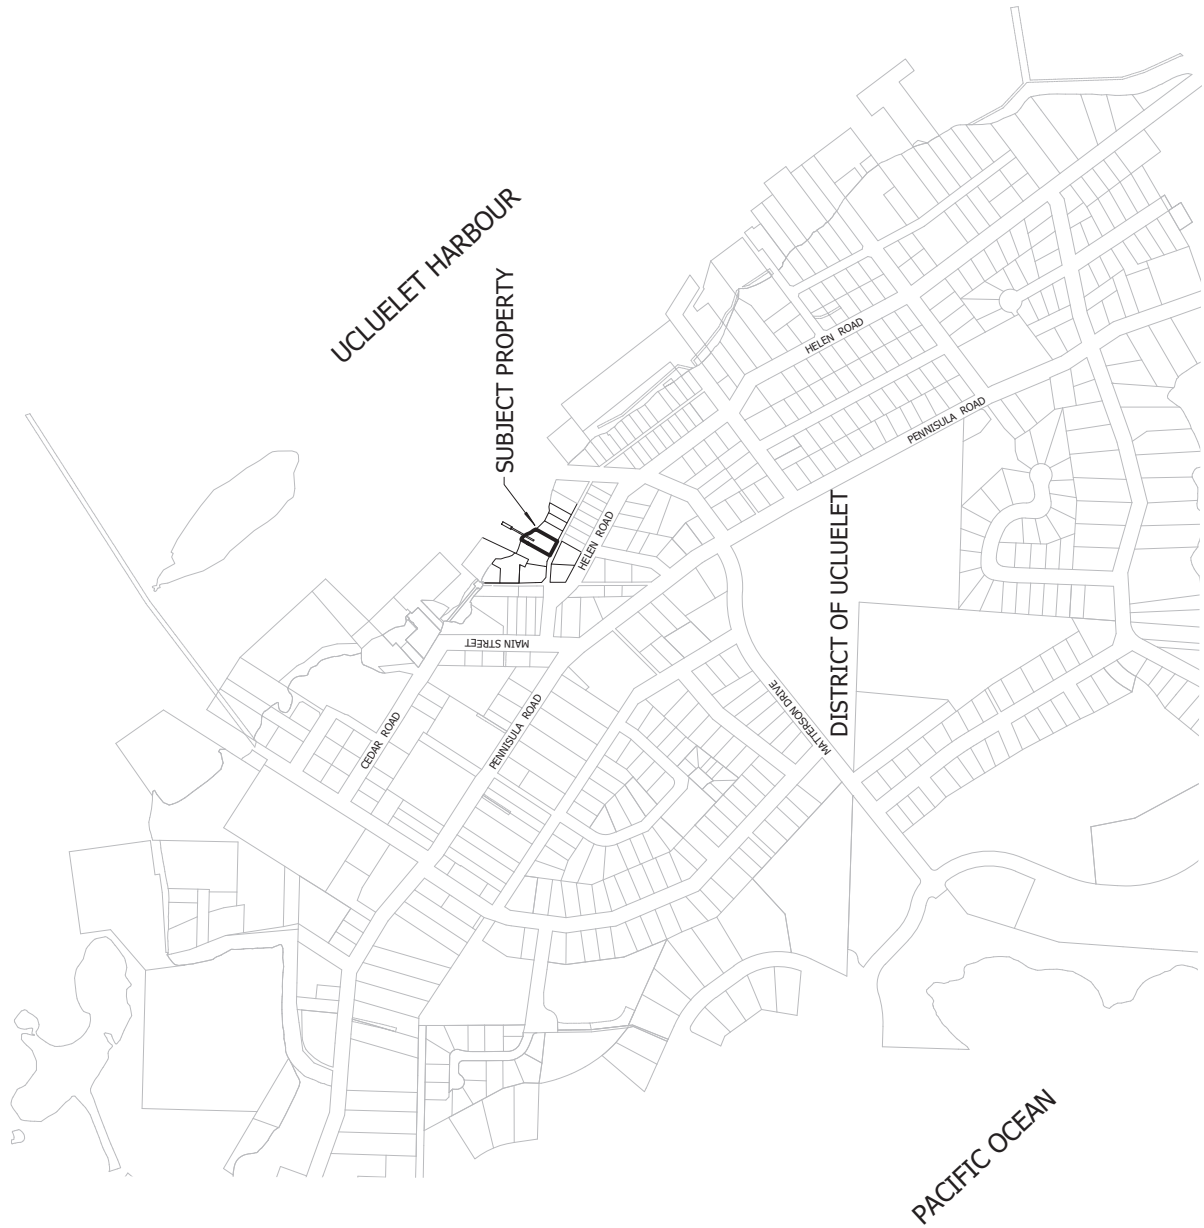 UCLUELET HARBOUR
SUBJECT PROPERTY
HELEN ROAD
PENNISULA ROAD
HELEN ROAD
DISTRICT OF UCLUELET
MAIN STREET
MATTERSON DRIVE
CEDAR ROAD
PENNISULA ROAD
PACIFIC OCEAN